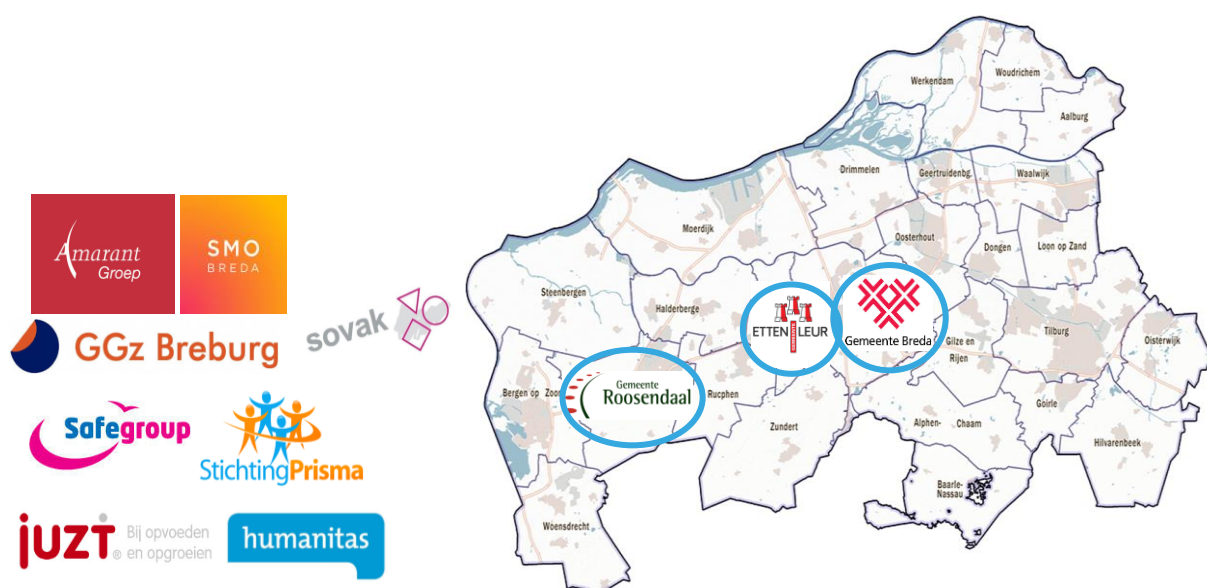 Amarant
Groep
SMO
BREDA
GGz Breburg
sovak
Safegroup
StichtingPrisma
juzt®
Bij opvoeden
en opgroeien
humanitas
Werkendam
Woudrichem
Aalburg
Drimmelen
Geertruidenbg.
Waalwijk
Moerdijk
Oosterhout
Dongen
Loon op Zand
Steenbergen
Halderberge
ETTEN LEUR
Gemeente Breda
Gilze en
Rijen
Tilburg
Oisterwijk
Bergen op Zoom
Gemeente
Roosendaal
Rucphen
Zundert
Alphen- Chaam
Goirle
Hilvarenbeek
Baarle-
Nassau
Woensdrecht